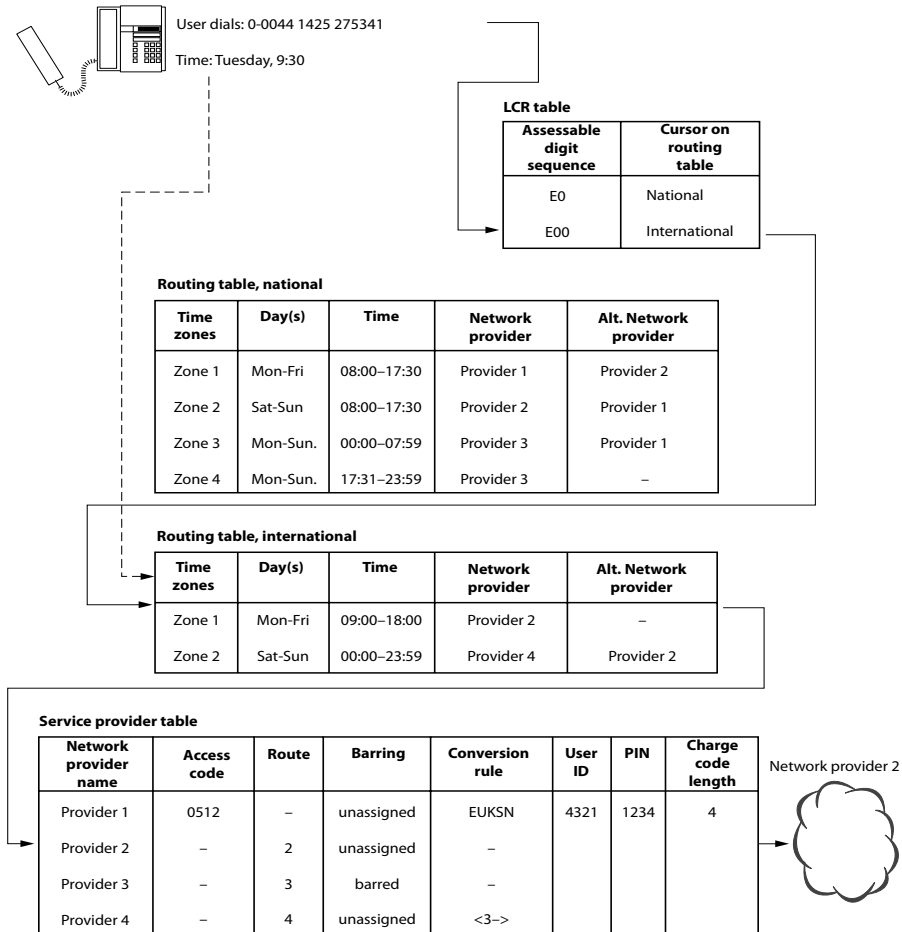 User dials: 0-0044 1425 275341
Time: Tuesday, 9:30
LCR table
Assessable digit sequence Cursor on routing table
E0 National
E00 International
Routing table, national
Time zones Day(s) Time Network provider Alt. Network provider
Zone 1 Mon-Fri 08:00–17:30 Provider 1 Provider 2
Zone 2 Sat-Sun 08:00–17:30 Provider 2 Provider 1
Zone 3 Mon-Sun. 00:00–07:59 Provider 3 Provider 1
Zone 4 Mon-Sun. 17:31–23:59 Provider 3 –
Routing table, international
Time zones Day(s) Time Network provider Alt. Network provider
Zone 1 Mon-Fri 09:00–18:00 Provider 2 –
Zone 2 Sat-Sun 00:00–23:59 Provider 4 Provider 2
Service provider table
Network provider name Access code Route Barring Conversion rule User ID PIN Charge code length
Network provider 2
Provider 1 0512 – unassigned EUKSN 4321 1234 4
Provider 2 – 2 unassigned –
Provider 3 – 3 barred –
Provider 4 – 4 unassigned <3–>